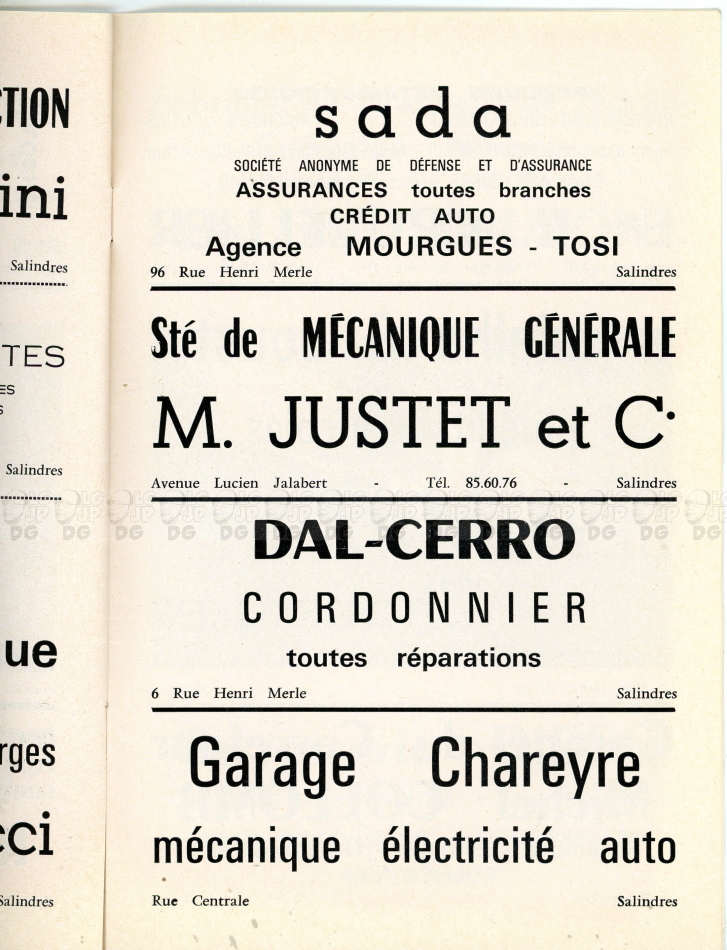 CTION
ini
Salindres
TES
ES
S
Salindres
ue
rges
cci
Salindres
sada
SOCIÉTÉ ANONYME DE DÉFENSE ET D'ASSURANCE
ASSURANCES toutes branches
CRÉDIT AUTO
Agence MOURGUES - TOSI
96 Rue Henri Merle Salindres
Sté de MÉCANIQUE GÉNÉRALE
M. JUSTET et C.
Avenue Lucien Jalabert - Tél. 85.60.76 - Salindres
DAL-CERRO
CORDONNIER
toutes réparations
6 Rue Henri Merle Salindres
Garage Chareyre
mécanique électricité auto
Rue Centrale Salindres